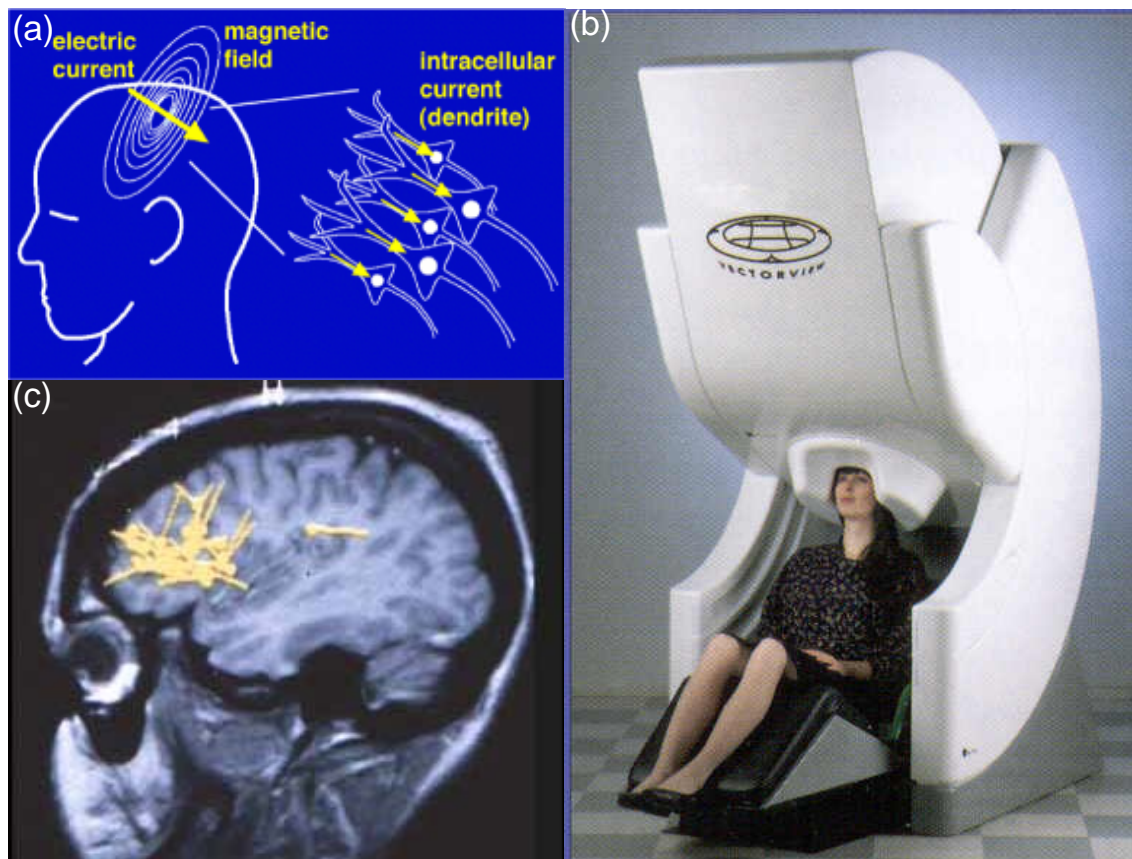 (a)
electric
current
magnetic
field
intracellular
current
(dendrite)
(b)
VECTORVIEW
(c)